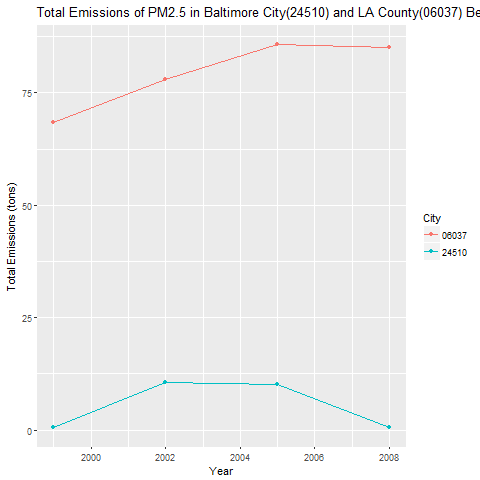 Total Emissions of PM2.5 in Baltimore City(24510) and LA County(06037) Be
75
50
25
0
Total Emissions (tons)
2000 2002 2004 2006 2008
Year
City
06037
24510